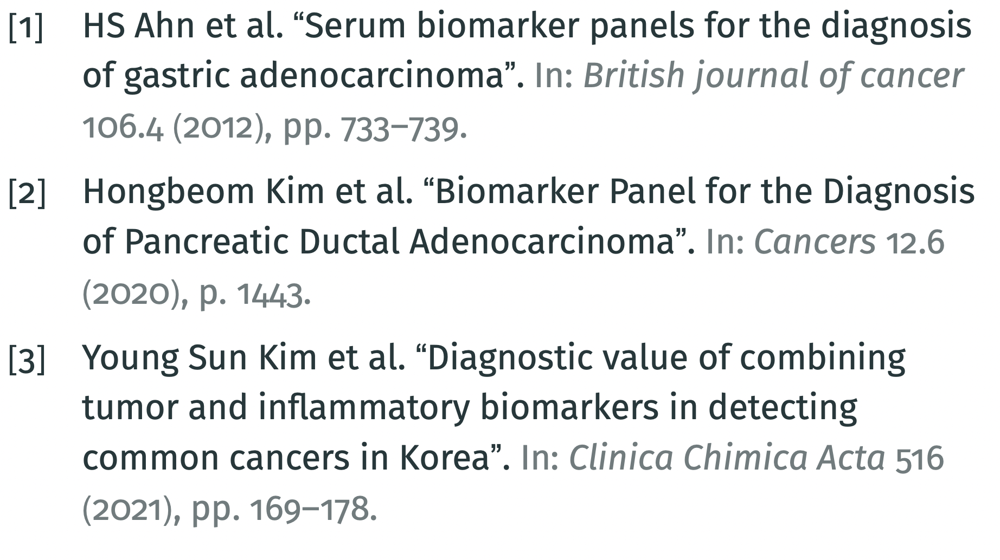 [1] HS Ahn et al. “Serum biomarker panels for the diagnosis
of gastric adenocarcinoma”. In: British journal of cancer
106.4 (2012), pp. 733–739.
[2] Hongbeom Kim et al. “Biomarker Panel for the Diagnosis
of Pancreatic Ductal Adenocarcinoma”. In: Cancers 12.6
(2020), p. 1443.
[3] Young Sun Kim et al. “Diagnostic value of combining
tumor and inflammatory biomarkers in detecting
common cancers in Korea”. In: Clinica Chimica Acta 516
(2021), pp. 169–178.